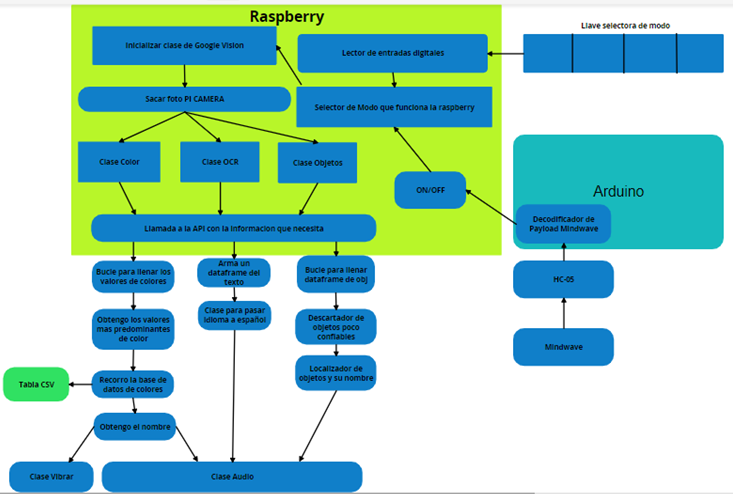 Raspberry
Llave selectora de modo
Inicializar clase de Google Vision
Lector de entradas digitales
Sacar foto PI CAMERA
Selector de Modo que funciona la raspberry
Clase Color
Clase OCR
Clase Objetos
ON/OFF
Arduino
Decodificador de
Payload Mindwave
Llamada a la API con la informacion que necesita
HC-05
Mindwave
Bucle para llenar los
valores de colores
Arma un
dataframe del
texto
Bucle para llenar
dataframe de obj
Obtengo los valores
mas predominantes
de color
Clase para pasar
idioma a español
Descartador de
objetos poco
confiables
Tabla CSV
Recorro la base de
datos de colores
Localizador de
objetos y su nombre
Obtengo el nombre
Clase Vibrar
Clase Audio